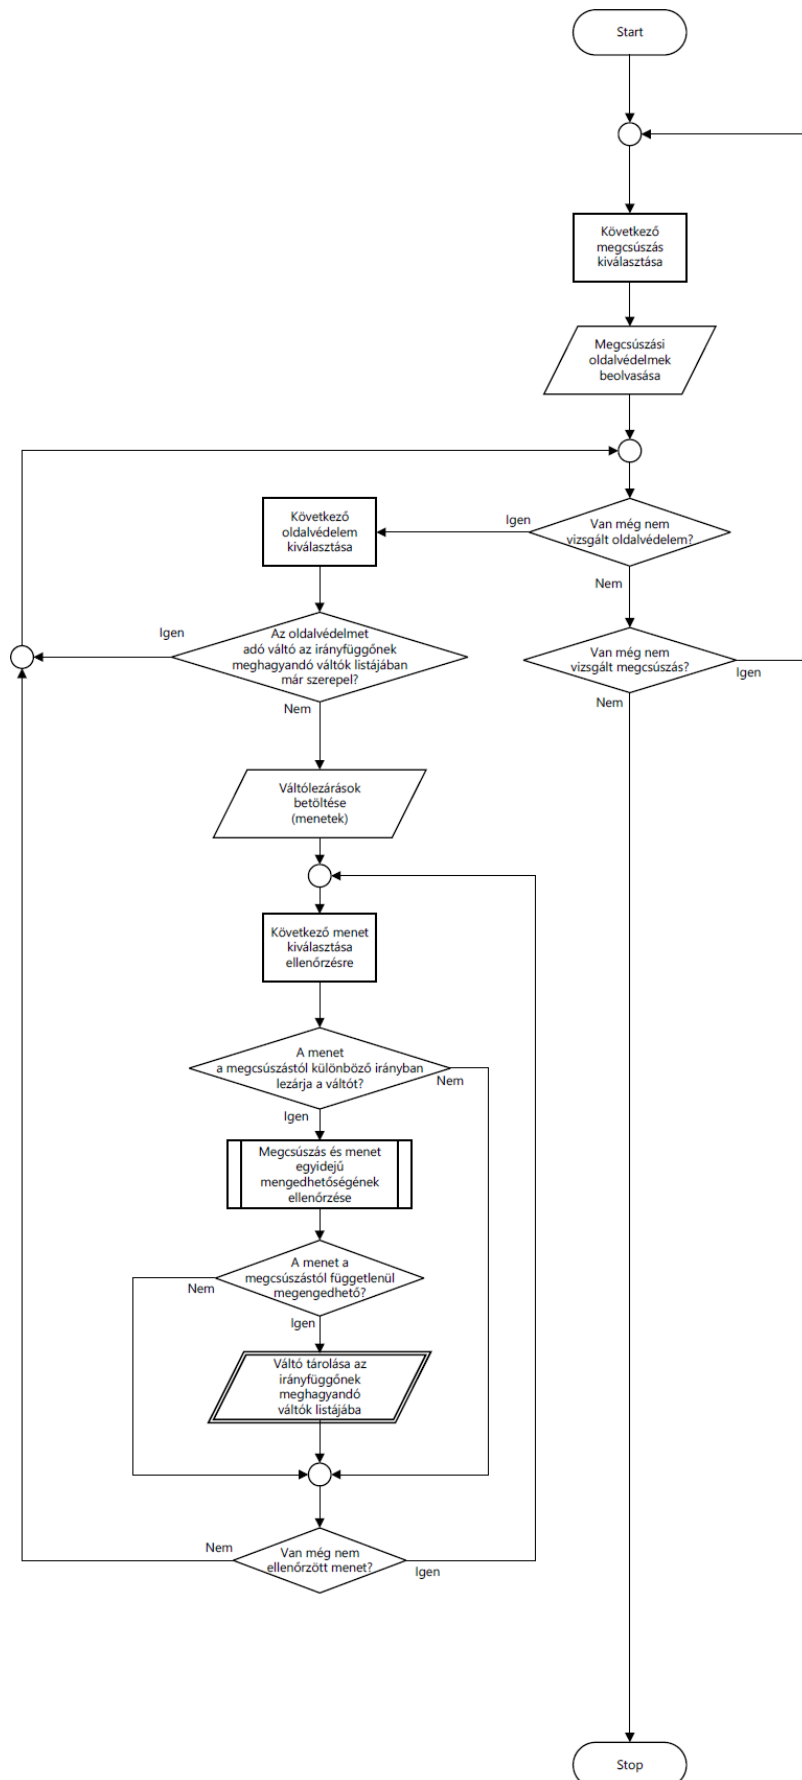 Start
Következő
megcsúszás
kiválasztása
Megcsúszási
oldalvédelmek
beolvasása
Van még nem
vizsgált oldalvédelem?
Igen
Nem
Következő
oldalvédelem
kiválasztása
Az oldalvédelmet
adó váltó az irányfüggőnek
meghagyandó váltók listájában
már szerepel?
Igen
Nem
Van még nem
vizsgált megcsúszás?
Igen
Nem
Váltólezárások
betöltése
(menetek)
Következő menet
kiválasztása
ellenőrzésre
A menet
a megcsúszástól különböző irányban
lezárja a váltót?
Nem
Igen
Megcsúszás és menet
egyidejű
mengedhetőségének
ellenőrzése
A menet a
megcsúszástól függetlenül
megengedhető?
Nem
Igen
Váltó tárolása az
irányfüggőnek
meghagyandó
váltók listájába
Van még nem
ellenőrzött menet?
Nem
Igen
Stop